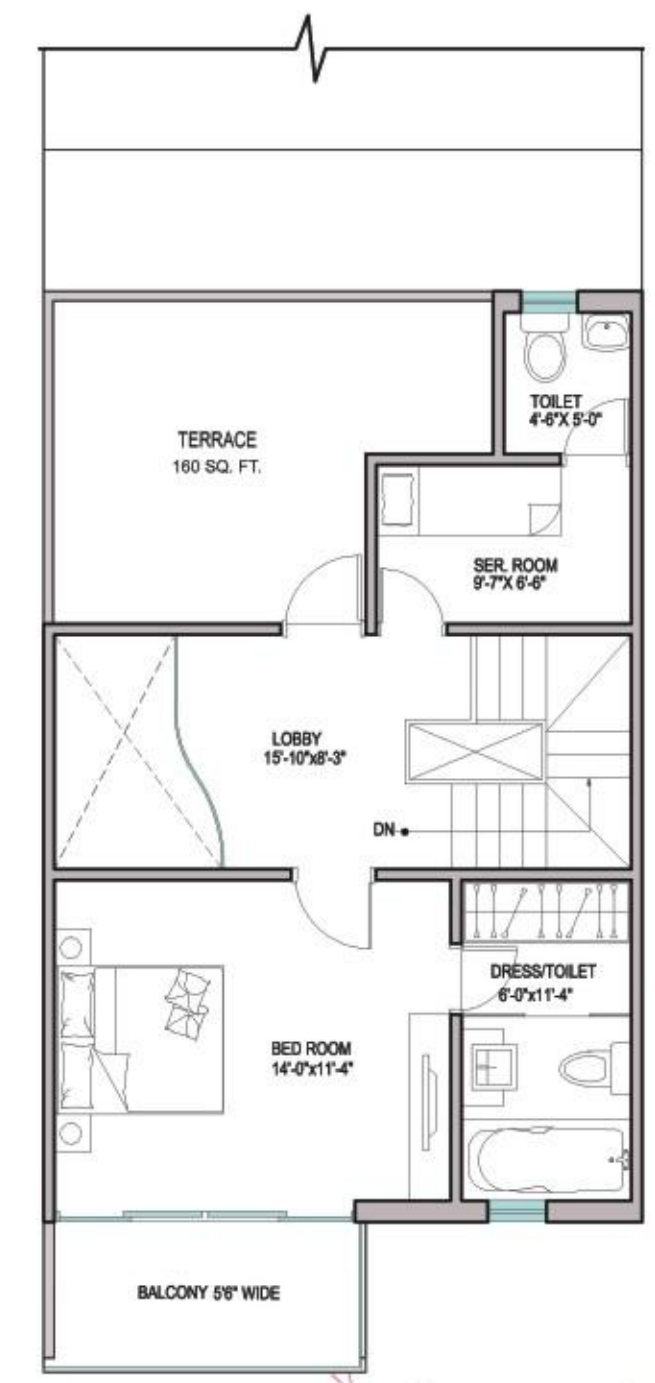 TOILET
4'-6"X 5'-0"
TERRACE
160 SQ. FT.
SER. ROOM
9'-7"X 6'-6"
LOBBY
15'-10"x8'-3"
DN
DRESS/TOILET
6'-0"x11'-4"
BED ROOM
14'-0"x11'-4"
BALCONY 5'6" WIDE